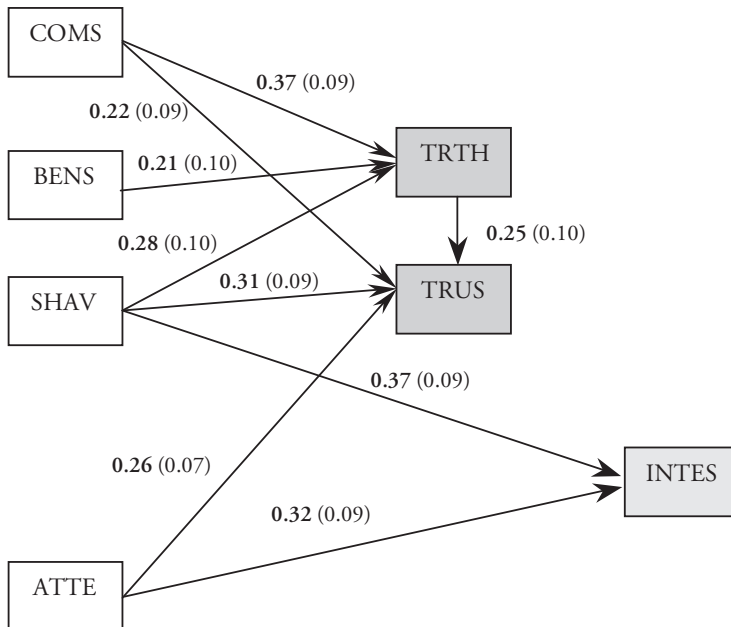 COMS
0.37 (0.09)
0.22 (0.09)
TRTH
BENS
0.21 (0.10)
0.28 (0.10)
0.25 (0.10)
SHAV
0.31 (0.09)
TRUS
0.37 (0.09)
0.26 (0.07)
INTES
0.32 (0.09)
ATTE